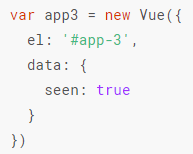 var app3 = new Vue({
  el: '#app-3',
  data: {
    seen: true
  }
})